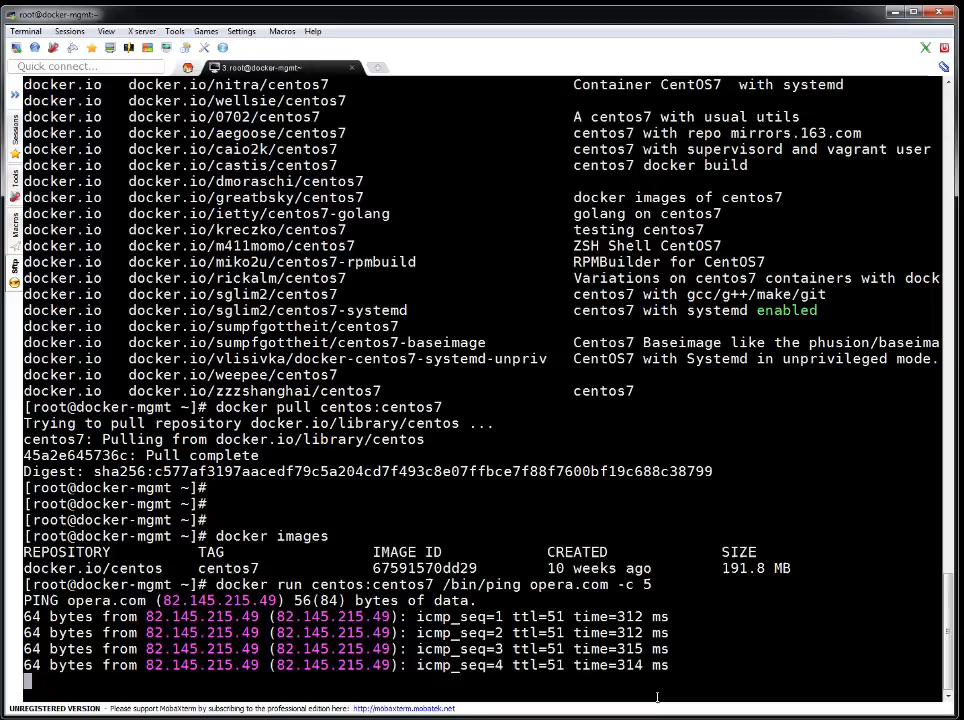 root@docker-mgmt:~
Terminal Sessions View X server Tools Games Settings Macros Help
Quick connect...
3. root@docker-mgmt~
Sessions
Tools
Macros
Sftp
docker.io docker.io/nitra/centos7 Container CentOS7 with systemd
docker.io docker.io/wellsie/centos7
docker.io docker.io/0702/centos7 A centos7 with usual utils
docker.io docker.io/aegoose/centos7 centos7 with repo mirrors.163.com
docker.io docker.io/caio2k/centos7 centos7 with supervisord and vagrant user
docker.io docker.io/castis/centos7 centos7 docker build
docker.io docker.io/dmoraschi/centos7
docker.io docker.io/greatbsky/centos7 docker images of centos7
docker.io docker.io/ietty/centos7-golang golang on centos7
docker.io docker.io/kreczko/centos7 testing centos7
docker.io docker.io/m411momo/centos7 ZSH Shell CentOS7
docker.io docker.io/miko2u/centos7-rpmbuild RPMBuilder for CentOS7
docker.io docker.io/rickalm/centos7 Variations on centos7 containers with dock
docker.io docker.io/sglim2/centos7 centos7 with gcc/g++/make/git
docker.io docker.io/sglim2/centos7-systemd centos7 with systemd enabled
docker.io docker.io/sumpfgottheit/centos7
docker.io docker.io/sumpfgottheit/centos7-baseimage Centos7 Baseimage like the phusion/baseima
docker.io docker.io/vlisivka/docker-centos7-systemd-unpriv CentOS7 with Systemd in unprivileged mode.
docker.io docker.io/weepee/centos7
docker.io docker.io/zzzshanghai/centos7 centos7
[root@docker-mgmt ~]# docker pull centos:centos7
Trying to pull repository docker.io/library/centos ...
centos7: Pulling from docker.io/library/centos
45a2e645736c: Pull complete
Digest: sha256:c577af3197aacedf79c5a204cd7f493c8e07ffbce7f88f7600bf19c688c38799
[root@docker-mgmt ~]#
[root@docker-mgmt ~]#
[root@docker-mgmt ~]#
[root@docker-mgmt ~]# docker images
REPOSITORY TAG IMAGE ID CREATED SIZE
docker.io/centos centos7 67591570dd29 10 weeks ago 191.8 MB
[root@docker-mgmt ~]# docker run centos:centos7 /bin/ping opera.com -c 5
PING opera.com (82.145.215.49) 56(84) bytes of data.
64 bytes from 82.145.215.49 (82.145.215.49): icmp_seq=1 ttl=51 time=312 ms
64 bytes from 82.145.215.49 (82.145.215.49): icmp_seq=2 ttl=51 time=312 ms
64 bytes from 82.145.215.49 (82.145.215.49): icmp_seq=3 ttl=51 time=315 ms
64 bytes from 82.145.215.49 (82.145.215.49): icmp_seq=4 ttl=51 time=314 ms
UNREGISTERED VERSION - Please support MobaXterm by subscribing to the professional edition here: http://mobaxterm.mobatek.net